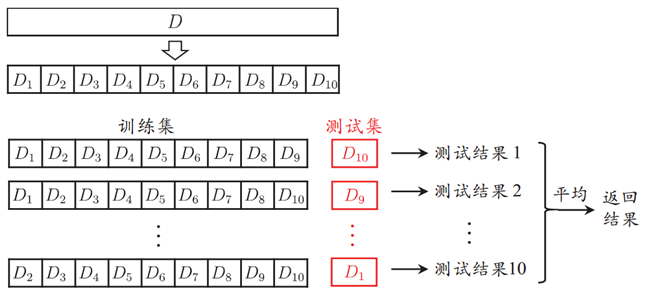 D
D₁ D₂ D₃ D₄ D₅ D₆ D₇ D₈ D₉ D₁₀
训练集 测试集
D₁ D₂ D₃ D₄ D₅ D₆ D₇ D₈ D₉ D₁₀ 测试结果1
D₁ D₂ D₃ D₄ D₅ D₆ D₇ D₈ D₁₀ D₉ 测试结果2
平均 返回
结果
D₂ D₃ D₄ D₅ D₆ D₇ D₈ D₉ D₁₀ D₁ 测试结果10